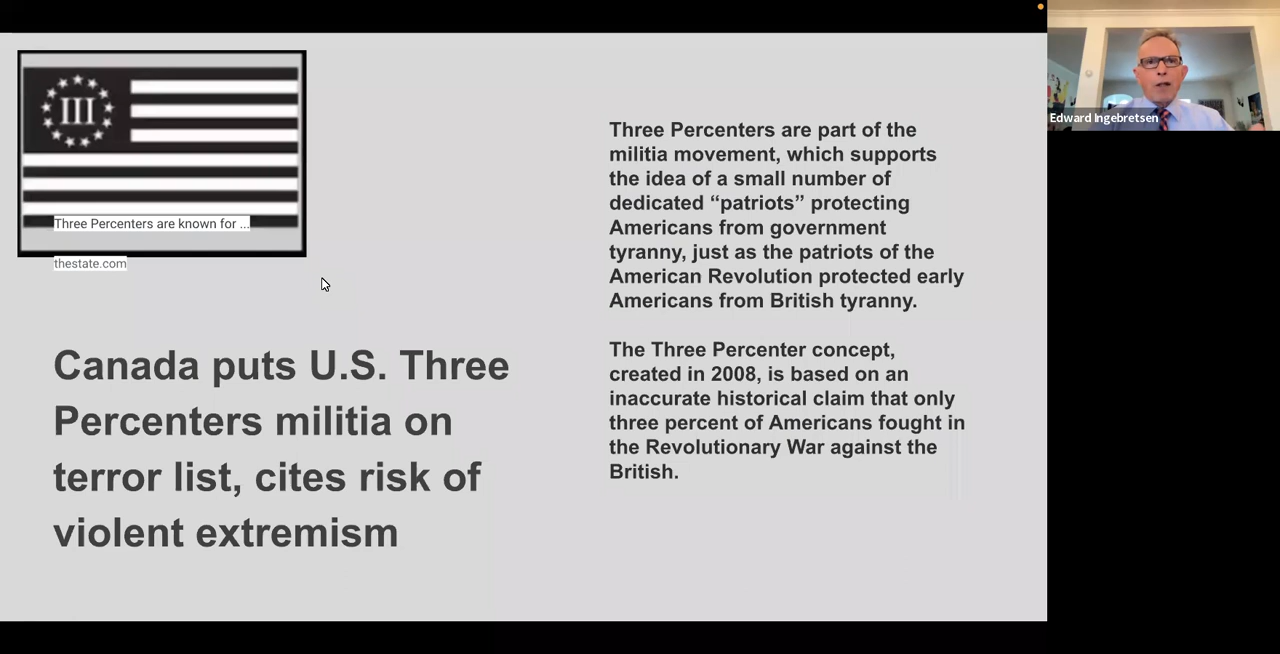 III
Three Percenters are known for ...
thestate.com
Canada puts U.S. Three
Percenters militia on
terror list, cites risk of
violent extremism
Three Percenters are part of the
militia movement, which supports
the idea of a small number of
dedicated “patriots” protecting
Americans from government
tyranny, just as the patriots of the
American Revolution protected early
Americans from British tyranny.
The Three Percenter concept,
created in 2008, is based on an
inaccurate historical claim that only
three percent of Americans fought in
the Revolutionary War against the
British.
Edward Ingebretsen